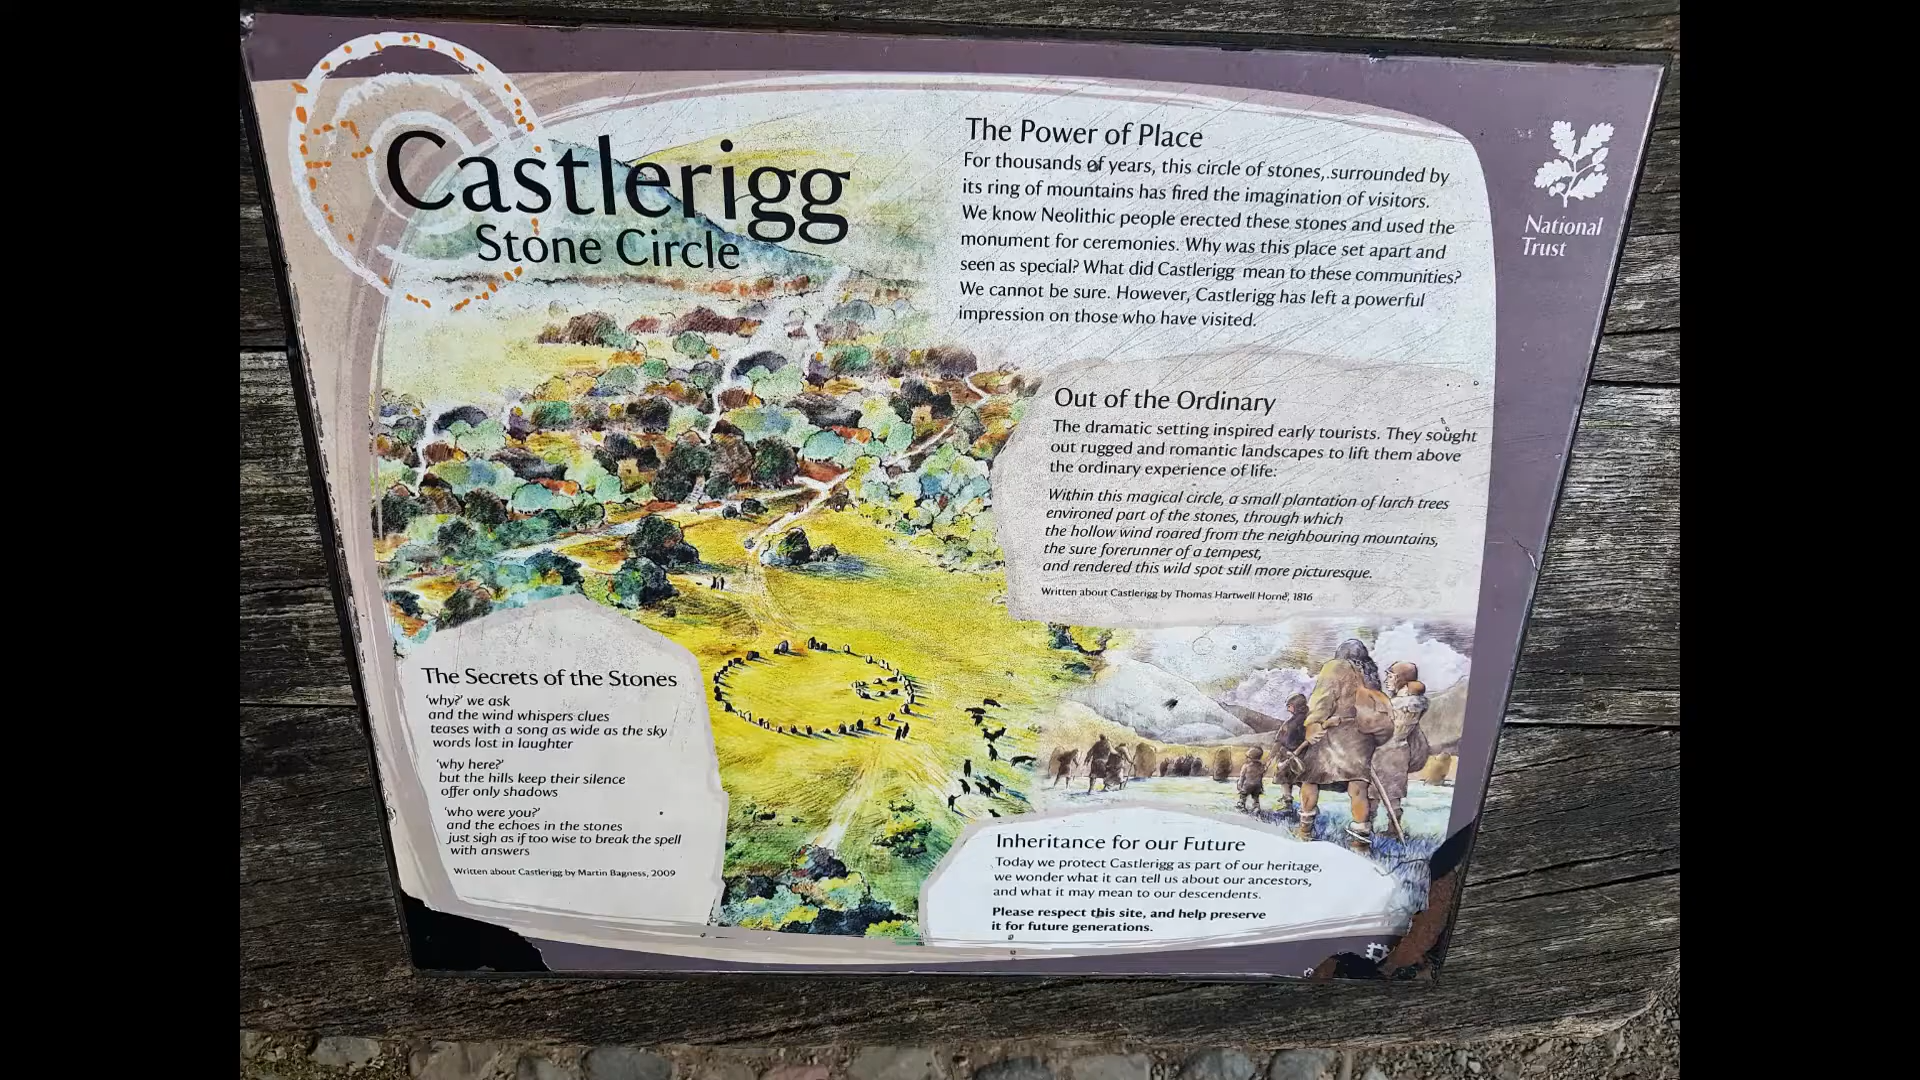 Castlerigg
Stone Circle
The Power of Place
For thousands of years, this circle of stones, surrounded by
its ring of mountains has fired the imagination of visitors.
We know Neolithic people erected these stones and used the
monument for ceremonies. Why was this place set apart and
seen as special? What did Castlerigg mean to these communities?
We cannot be sure. However, Castlerigg has left a powerful
impression on those who have visited.
National
Trust
Out of the Ordinary
The dramatic setting inspired early tourists. They sought
out rugged and romantic landscapes to lift them above
the ordinary experience of life:
Within this magical circle, a small plantation of larch trees
environed part of the stones, through which
the hollow wind roared from the neighbouring mountains,
the sure forerunner of a tempest,
and rendered this wild spot still more picturesque.
Written about Castlerigg by Thomas Hartwell Horne, 1816
The Secrets of the Stones
'why?' we ask
and the wind whispers clues
teases with a song as wide as the sky
words lost in laughter
'why here?'
but the hills keep their silence
offer only shadows
'who were you?'
and the echoes in the stones
just sigh as if too wise to break the spell
with answers
Written about Castlerigg by Martin Bagness, 2009
Inheritance for our Future
Today we protect Castlerigg as part of our heritage,
we wonder what it can tell us about our ancestors,
and what it may mean to our descendents.
Please respect this site, and help preserve
it for future generations.